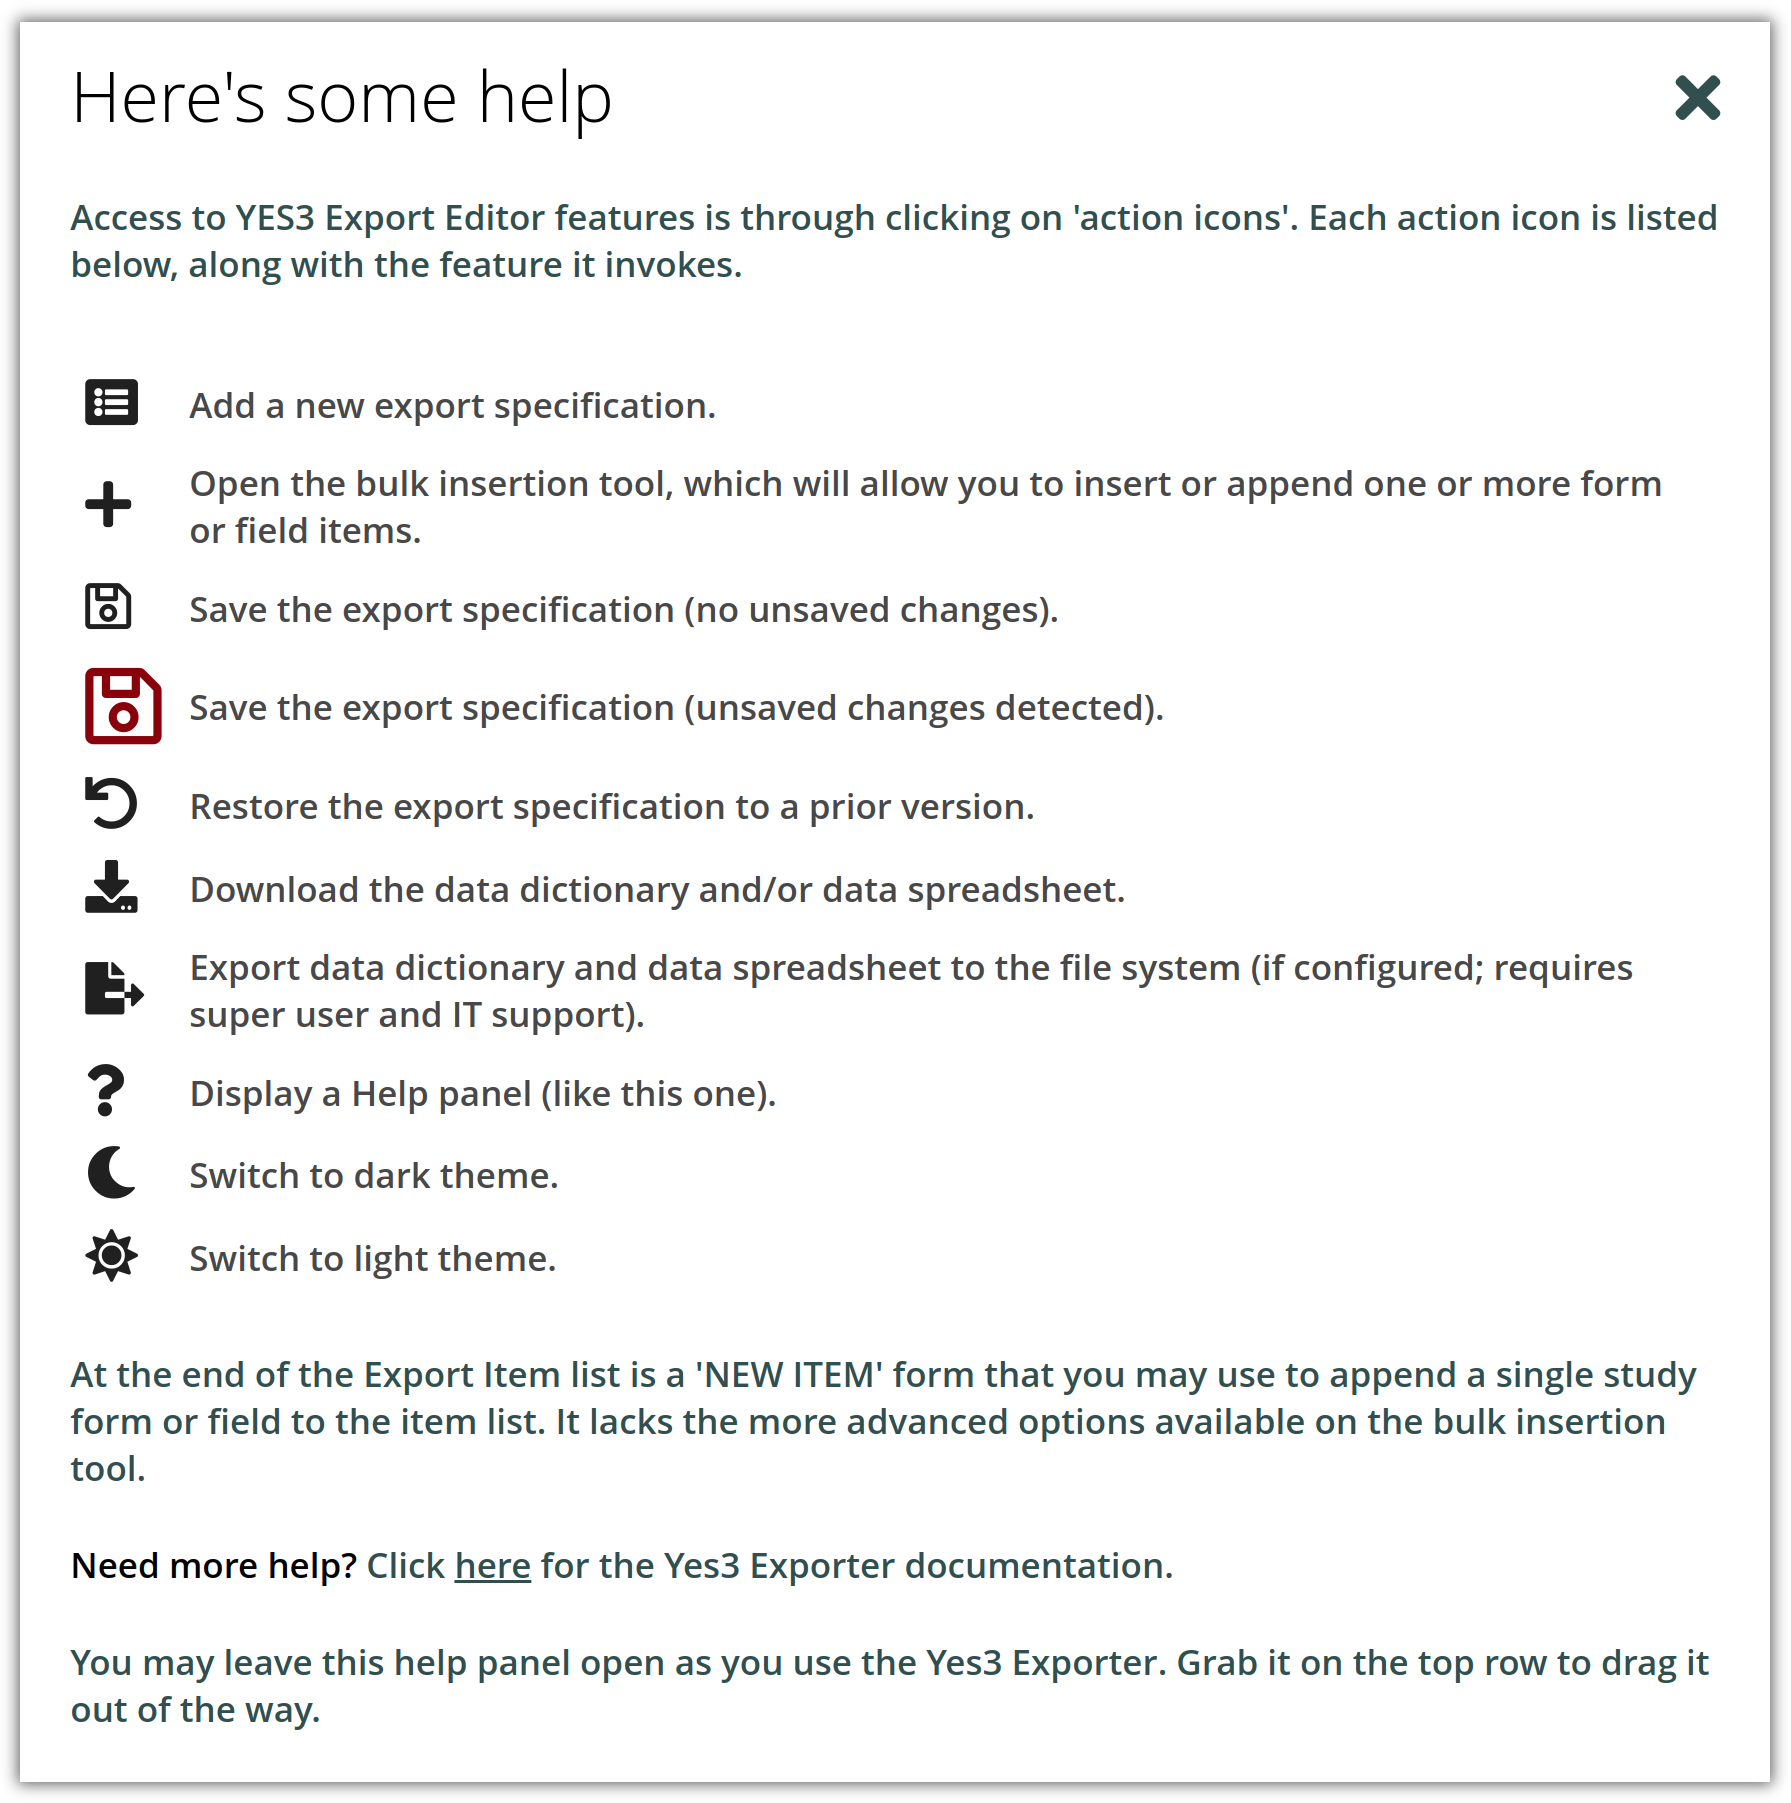 Here's some help
Access to YES3 Export Editor features is through clicking on 'action icons'. Each action icon is listed
below, along with the feature it invokes.
Add a new export specification.
Open the bulk insertion tool, which will allow you to insert or append one or more form
or field items.
Save the export specification (no unsaved changes).
Save the export specification (unsaved changes detected).
Restore the export specification to a prior version.
Download the data dictionary and/or data spreadsheet.
Export data dictionary and data spreadsheet to the file system (if configured; requires
super user and IT support).
Display a Help panel (like this one).
Switch to dark theme.
Switch to light theme.
At the end of the Export Item list is a 'NEW ITEM' form that you may use to append a single study
form or field to the item list. It lacks the more advanced options available on the bulk insertion
tool.
Need more help? Click here for the Yes3 Exporter documentation.
You may leave this help panel open as you use the Yes3 Exporter. Grab it on the top row to drag it
out of the way.